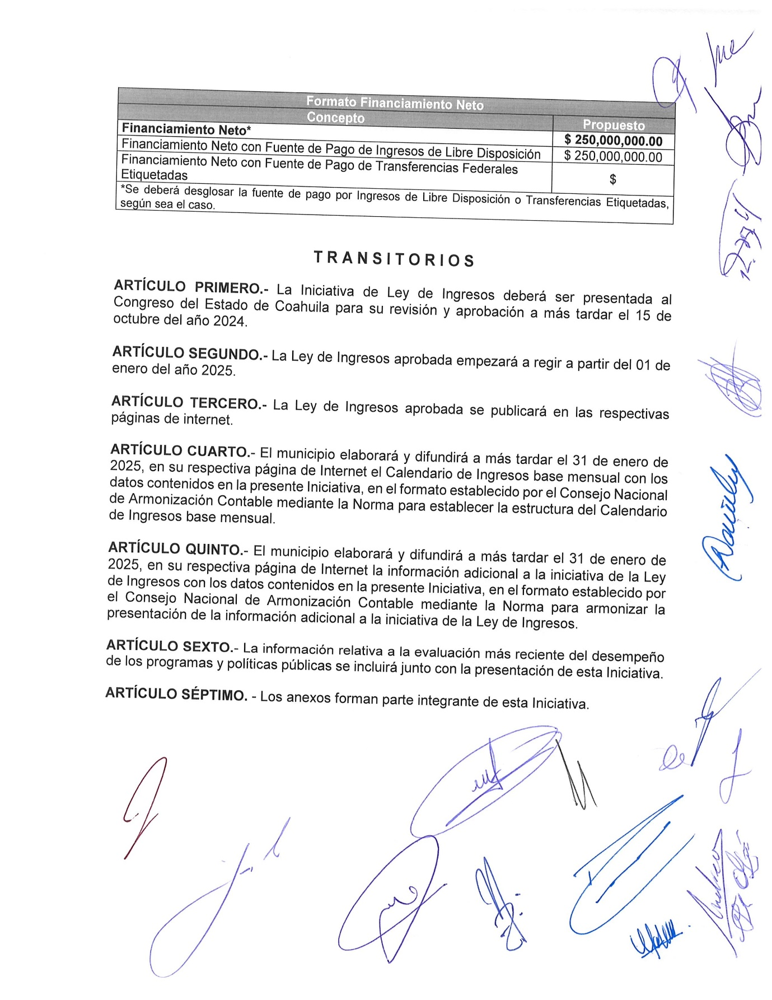 Formato Financiamiento Neto
Concepto Propuesto
Financiamiento Neto* $ 250,000,000.00
Financiamiento Neto con Fuente de Pago de Ingresos de Libre Disposición $ 250,000,000.00
Financiamiento Neto con Fuente de Pago de Transferencias Federales
Etiquetadas $
*Se deberá desglosar la fuente de pago por Ingresos de Libre Disposición o Transferencias Etiquetadas,
según sea el caso.
TRANSITORIOS
ARTÍCULO PRIMERO.- La Iniciativa de Ley de Ingresos deberá ser presentada al
Congreso del Estado de Coahuila para su revisión y aprobación a más tardar el 15 de
octubre del año 2024.
ARTÍCULO SEGUNDO.- La Ley de Ingresos aprobada empezará a regir a partir del 01 de
enero del año 2025.
ARTÍCULO TERCERO.- La Ley de Ingresos aprobada se publicará en las respectivas
páginas de internet.
ARTÍCULO CUARTO.- El municipio elaborará y difundirá a más tardar el 31 de enero de
2025, en su respectiva página de Internet el Calendario de Ingresos base mensual con los
datos contenidos en la presente Iniciativa, en el formato establecido por el Consejo Nacional
de Armonización Contable mediante la Norma para establecer la estructura del Calendario
de Ingresos base mensual.
ARTÍCULO QUINTO.- El municipio elaborará y difundirá a más tardar el 31 de enero de
2025, en su respectiva página de Internet la información adicional a la iniciativa de la Ley
de Ingresos con los datos contenidos en la presente Iniciativa, en el formato establecido por
el Consejo Nacional de Armonización Contable mediante la Norma para armonizar la
presentación de la información adicional a la iniciativa de la Ley de Ingresos.
ARTÍCULO SEXTO.- La información relativa a la evaluación más reciente del desempeño
de los programas y políticas públicas se incluirá junto con la presentación de esta Iniciativa.
ARTÍCULO SÉPTIMO. - Los anexos forman parte integrante de esta Iniciativa.